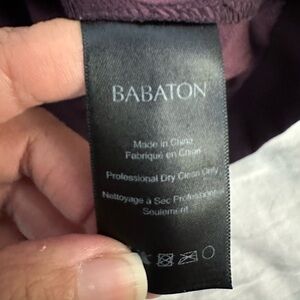 BABATON
Made in China
Fabriqué en Chine
Professional Dry Clean Only
Nettoyage à Sec Professionnel
Seulement